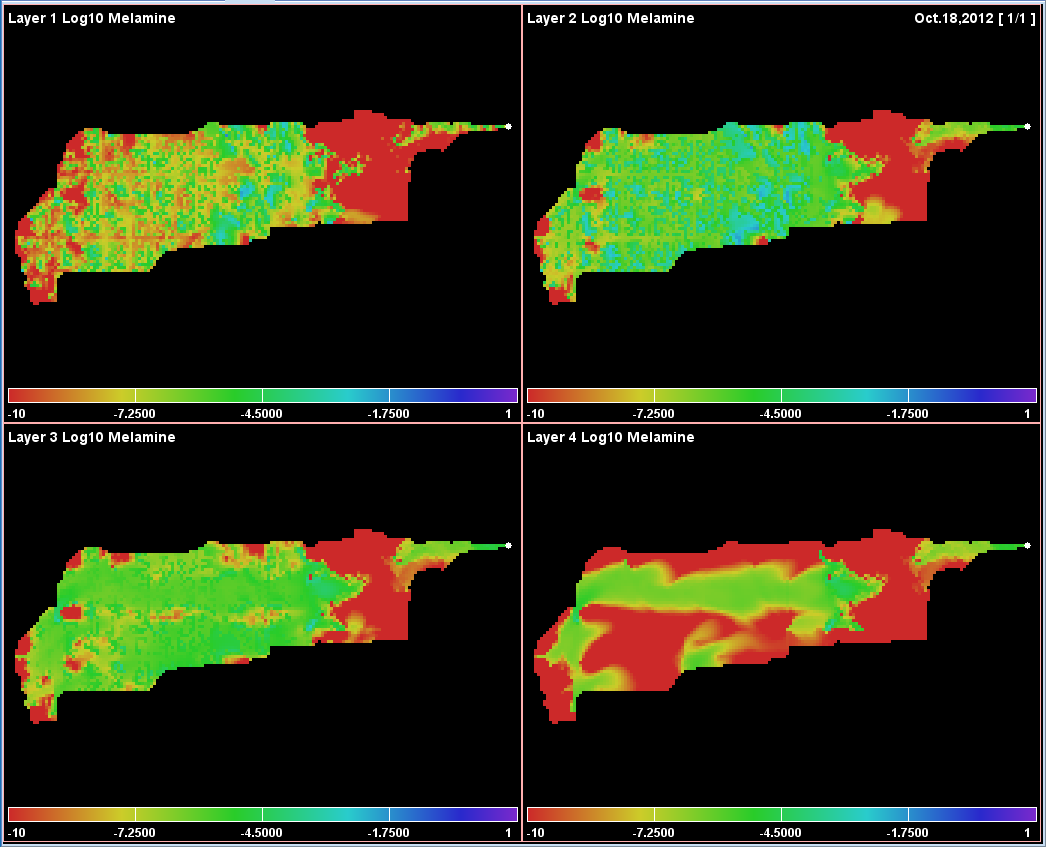 Layer 1 Log10 Melamine
-10 -7.2500 -4.5000 -1.7500 1
Layer 2 Log10 Melamine Oct.18,2012 [ 1/1 ]
-10 -7.2500 -4.5000 -1.7500 1
Layer 3 Log10 Melamine
-10 -7.2500 -4.5000 -1.7500 1
Layer 4 Log10 Melamine
-10 -7.2500 -4.5000 -1.7500 1